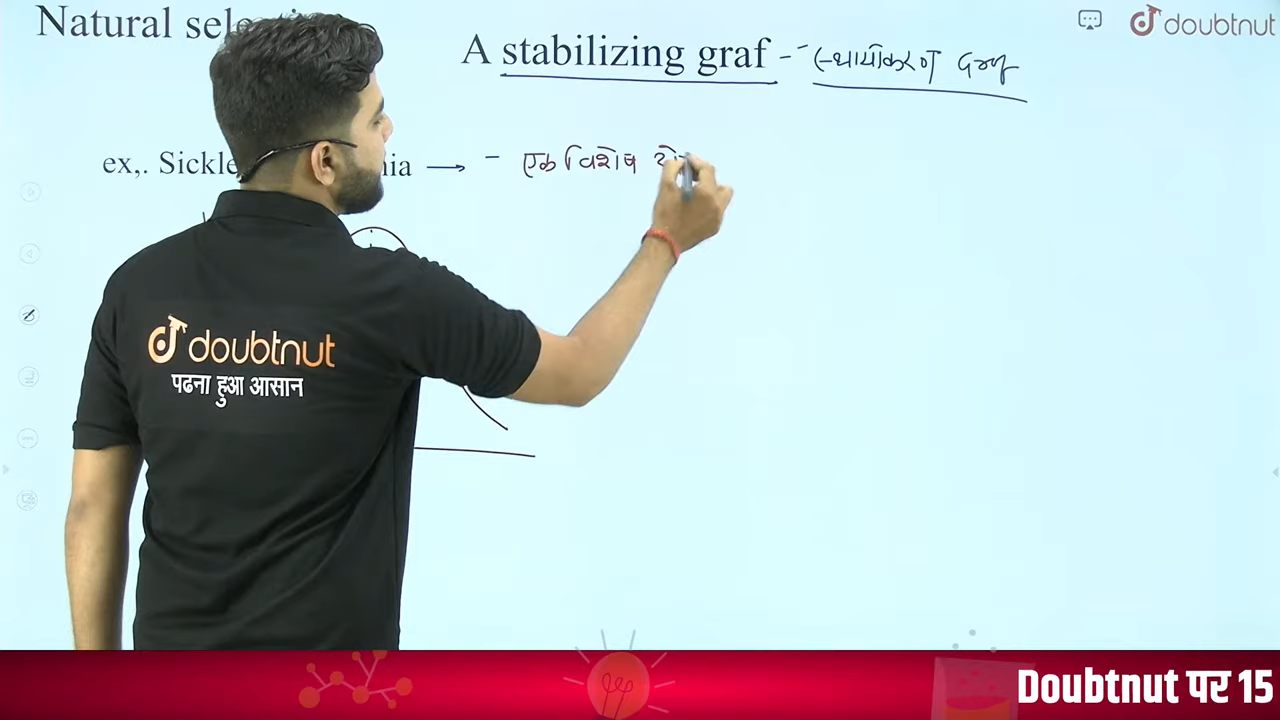 Natural sele
doubtnut
A stabilizing graf -- स्थायीकरण ग्राफ
ex,. Sickle nia → - एक विशेष
doubtnut
पढना हुआ आसान
Doubtnut पर 15